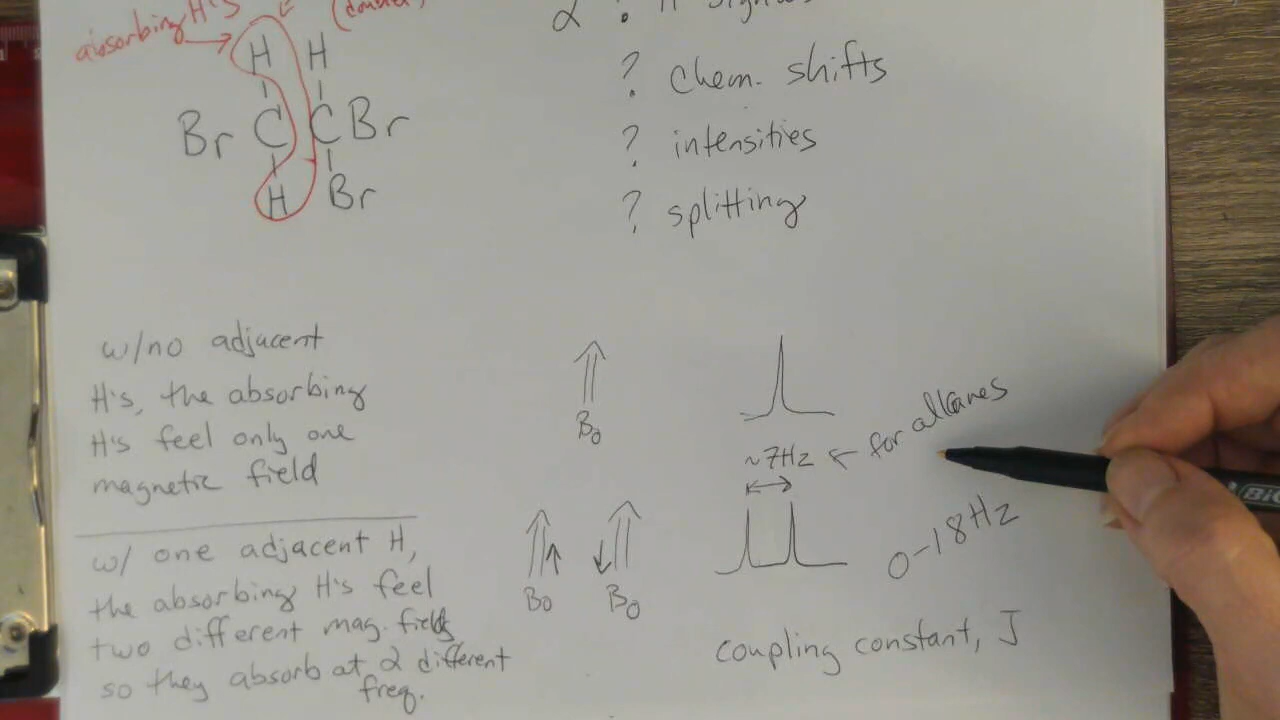 absorbing H's
H H
Br C C Br
H Br
2
? chem. shifts
? intensities
? splitting
w/no adjacent
H's, the absorbing
H's feel only one
magnetic field
B0
~7Hz ← for alkanes
w/ one adjacent H,
the absorbing H's feel
two different mag. fields,
so they absorb at 2 different
freq.
B0 B0
0-18Hz
coupling constant, J
BIC